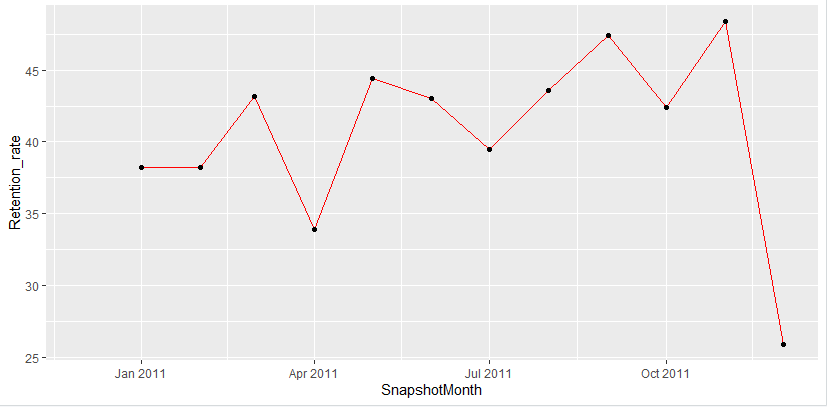 Retention_rate
45
40
35
30
25
Jan 2011
Apr 2011
Jul 2011
Oct 2011
SnapshotMonth